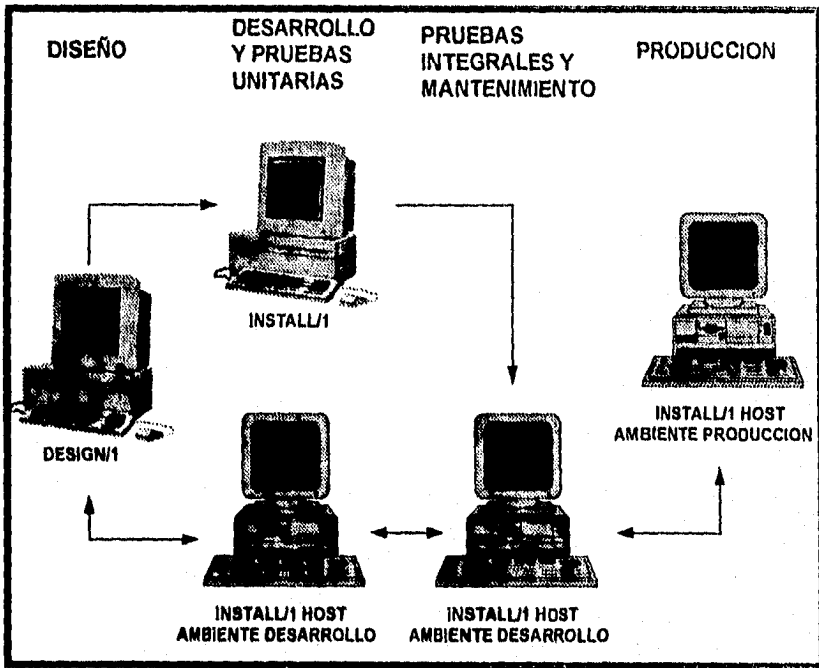 DISEÑO
DESARROLLO
Y PRUEBAS
UNITARIAS
PRUEBAS
INTEGRALES Y
MANTENIMIENTO
PRODUCCION
INSTALL/1
DESIGN/1
INSTALL/1 HOST
AMBIENTE PRODUCCION
INSTALL/1 HOST
AMBIENTE DESARROLLO
INSTALL/1 HOST
AMBIENTE DESARROLLO